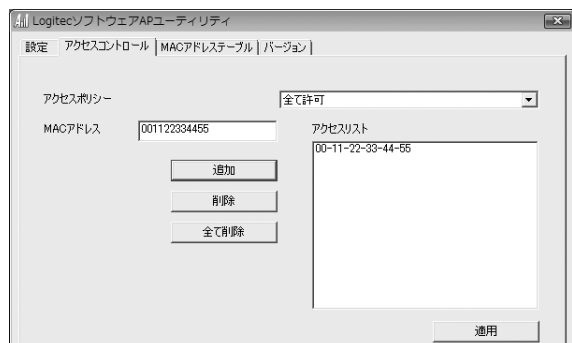 LogitecソフトウェアAPユーティリティ
設定 アクセスコントロール MACアドレステーブル バージョン
アクセスポリシー 全て許可
MACアドレス 001122334455 アクセスリスト
00-11-22-33-44-55
追加
削除
全て削除
適用